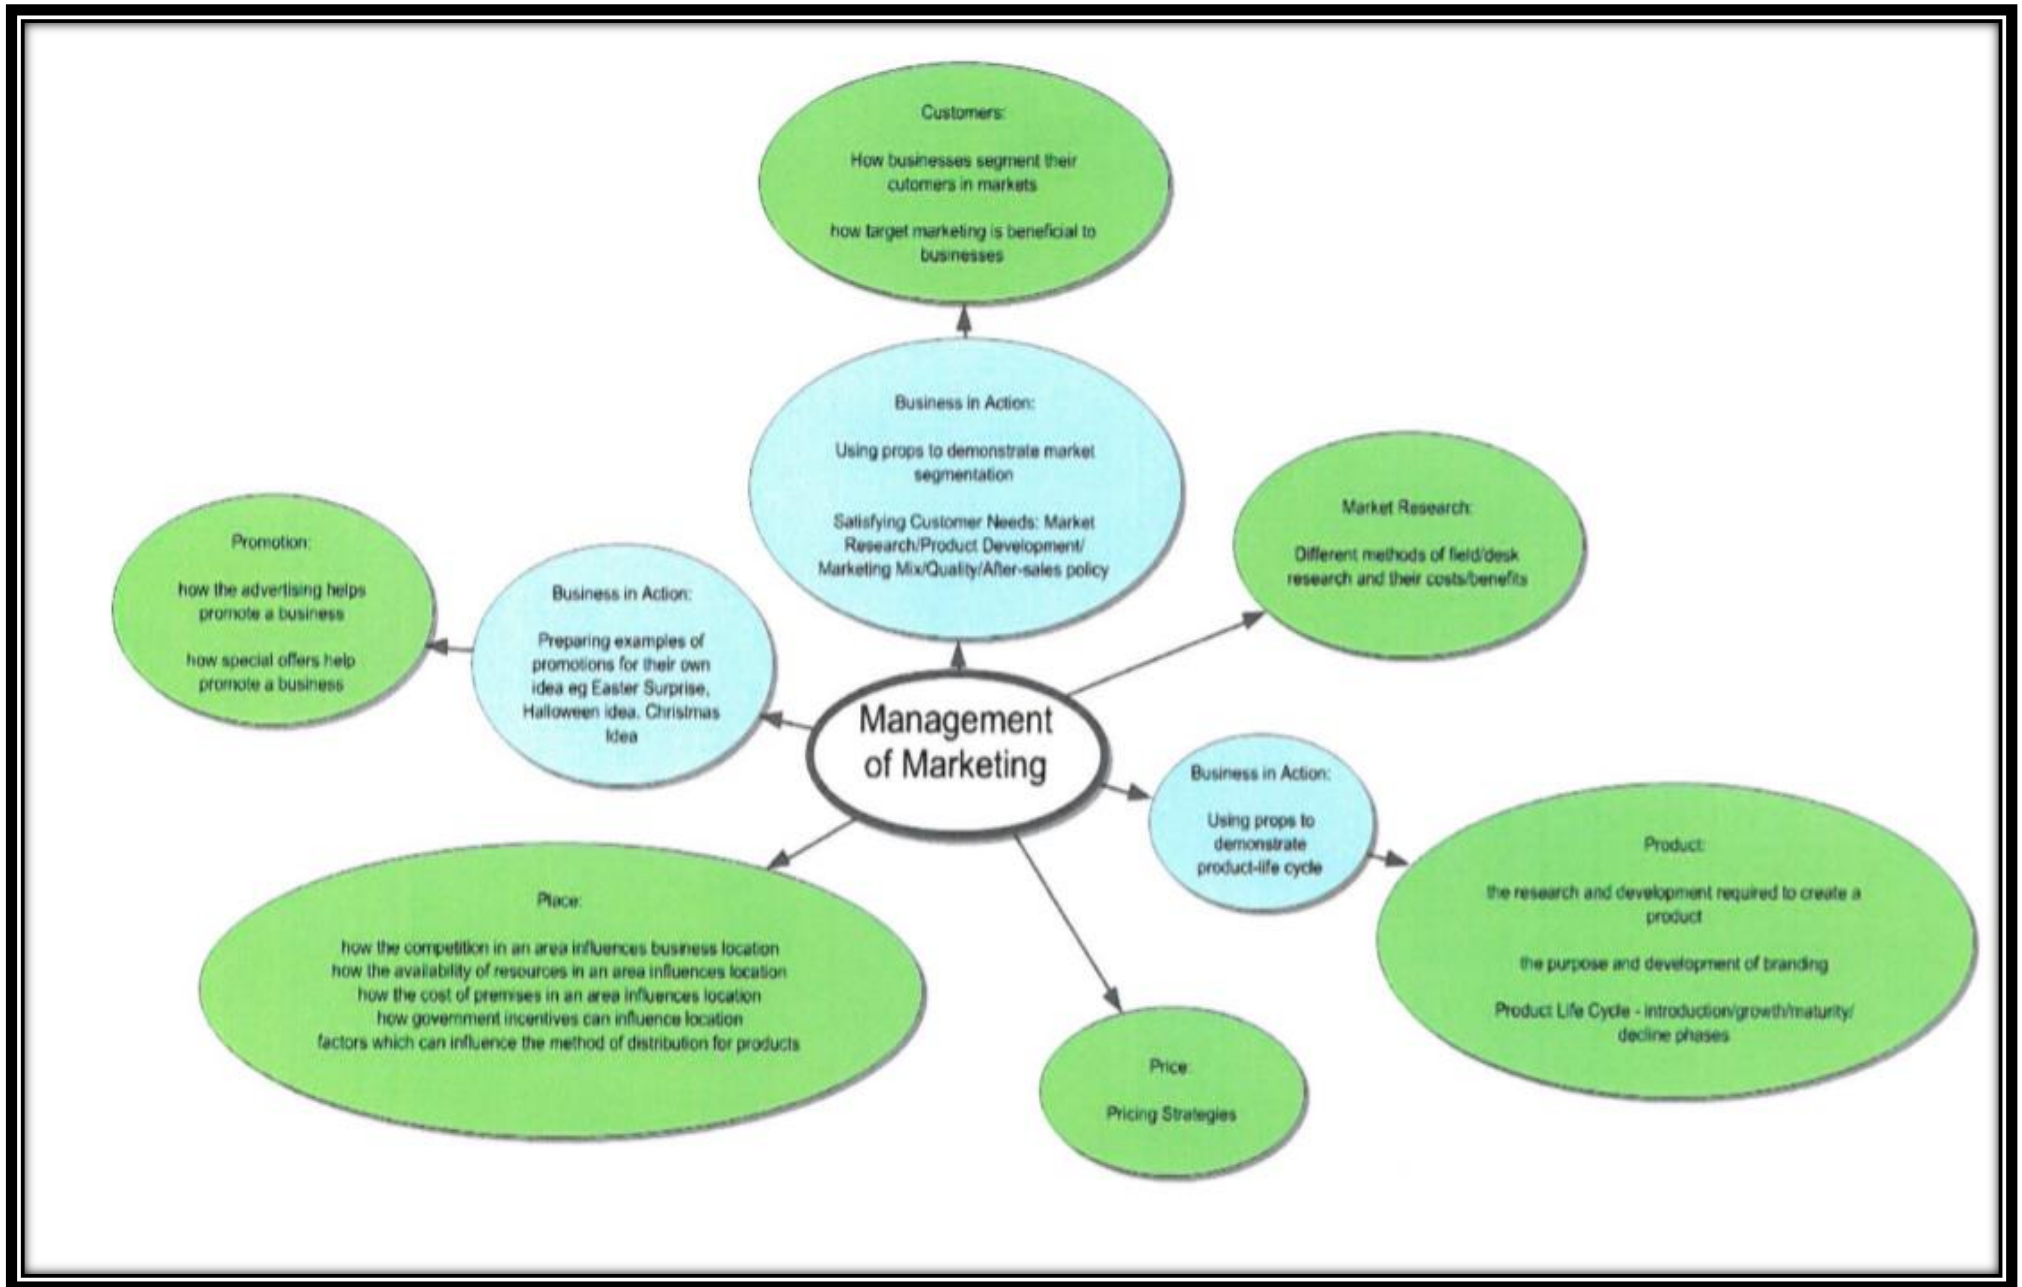 Customers:
How businesses segment their
cutomers in markets
how target marketing is beneficial to
businesses
Business in Action:
Using props to demonstrate market
segmentation
Satisfying Customer Needs: Market
Research/Product Development/
Marketing Mix/Quality/After-sales policy
Market Research:
Different methods of field/desk
research and their costs/benefits
Promotion:
how the advertising helps
promote a business
how special offers help
promote a business
Business in Action:
Preparing examples of
promotions for their own
idea eg Easter Surprise,
Halloween idea, Christmas
Idea
Management
of Marketing
Business in Action:
Using props to
demonstrate
product-life cycle
Product:
the research and development required to create a
product
the purpose and development of branding
Product Life Cycle - introduction/growth/maturity/
decline phases
Place:
how the competition in an area influences business location
how the availability of resources in an area influences location
how the cost of premises in an area influences location
how government incentives can influence location
factors which can influence the method of distribution for products
Price:
Pricing Strategies